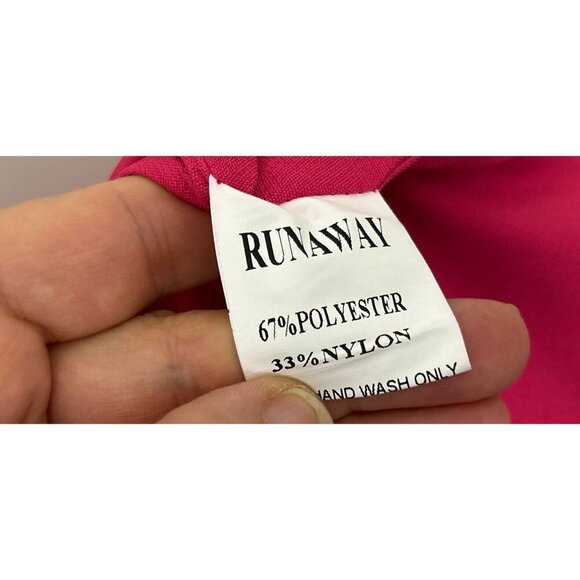 RUNAWAY
67%POLYESTER
33%NYLON
HAND WASH ONLY